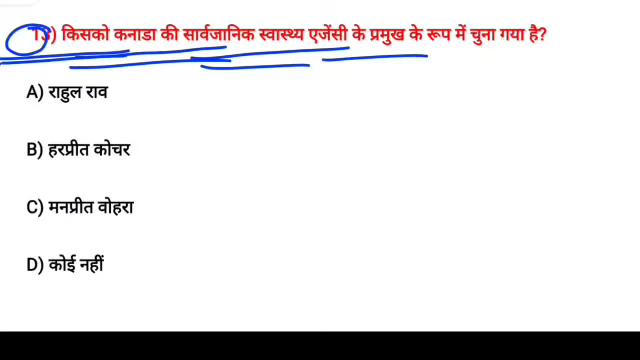 13) किसको कनाडा की सार्वजानिक स्वास्थ्य एजेंसी के प्रमुख के रूप में चुना गया है?
A) राहुल राव
B) हरप्रीत कोचर
C) मनप्रीत वोहरा
D) कोई नहीं